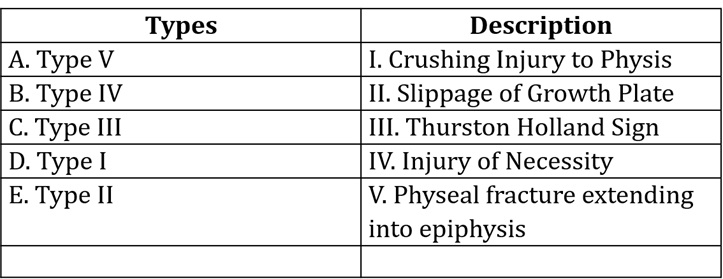 Types Description
A. Type V I. Crushing Injury to Physis
B. Type IV II. Slippage of Growth Plate
C. Type III III. Thurston Holland Sign
D. Type I IV. Injury of Necessity
E. Type II V. Physeal fracture extending
into epiphysis